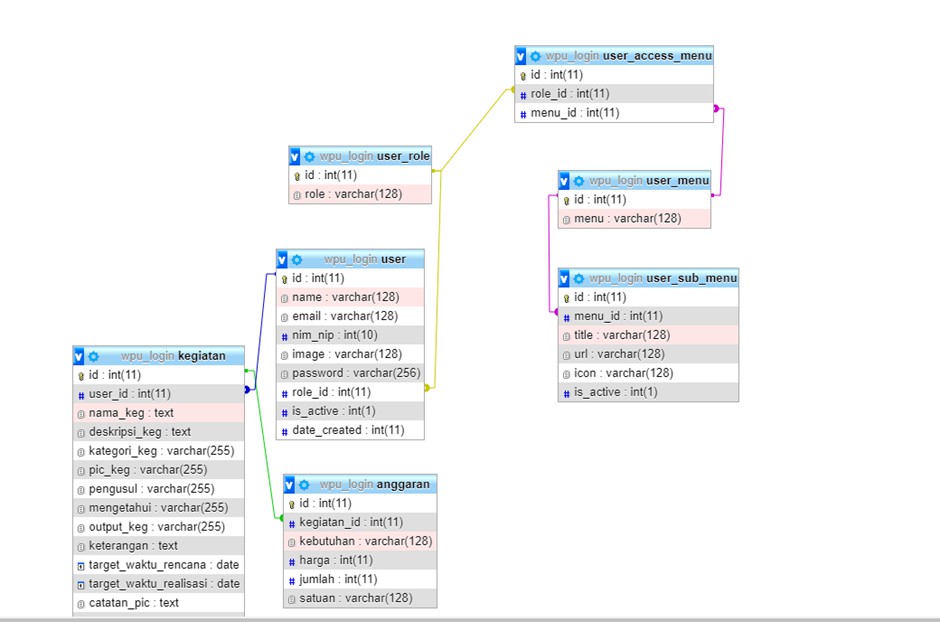 wpu_login user_access_menu
id : int(11)
role_id : int(11)
menu_id : int(11)
wpu_login user_role
id : int(11)
role : varchar(128)
wpu_login user_menu
id : int(11)
menu : varchar(128)
wpu_login user
id : int(11)
name : varchar(128)
email : varchar(128)
nim_nip : int(10)
image : varchar(128)
password : varchar(256)
role_id : int(11)
is_active : int(1)
date_created : int(11)
wpu_login user_sub_menu
id : int(11)
menu_id : int(11)
title : varchar(128)
url : varchar(128)
icon : varchar(128)
is_active : int(1)
wpu_login kegiatan
id : int(11)
user_id : int(11)
nama_keg : text
deskripsi_keg : text
kategori_keg : varchar(255)
pic_keg : varchar(255)
pengusul : varchar(255)
mengetahui : varchar(255)
output_keg : varchar(255)
keterangan : text
target_waktu_rencana : date
target_waktu_realisasi : date
catatan_pic : text
wpu_login anggaran
id : int(11)
kegiatan_id : int(11)
kebutuhan : varchar(128)
harga : int(11)
jumlah : int(11)
satuan : varchar(128)